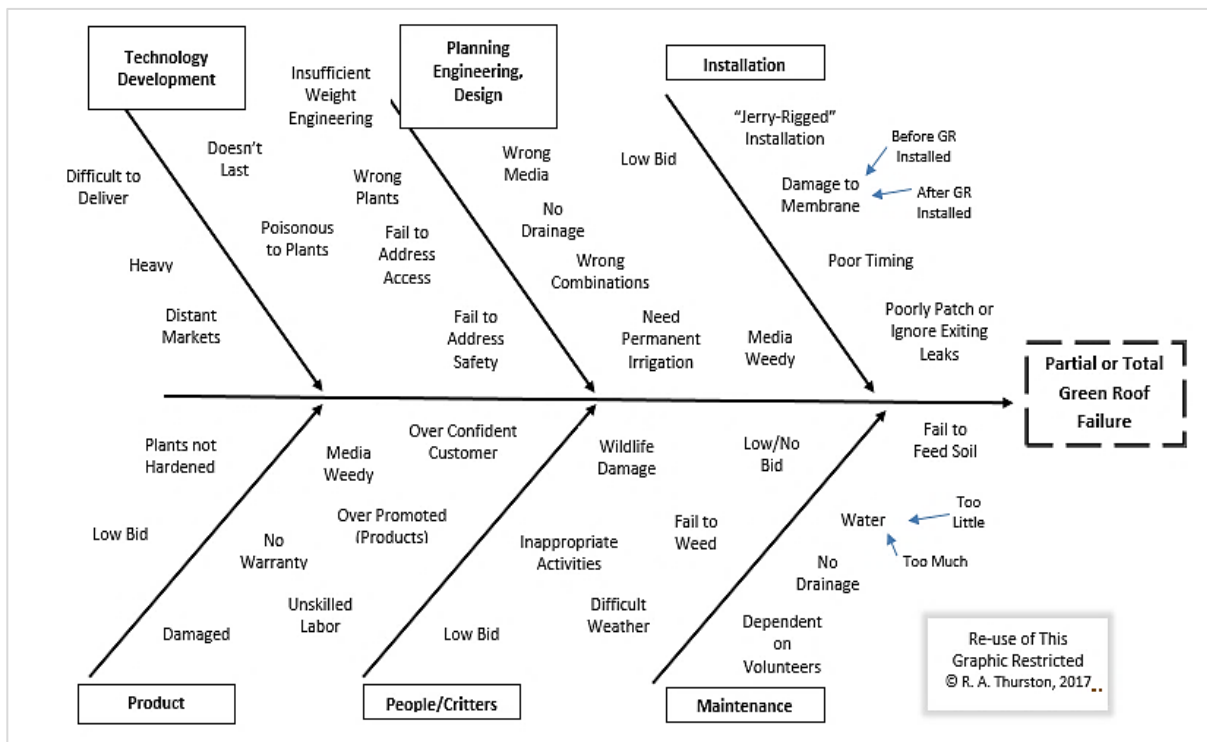 Technology
Development
Insufficient
Weight
Engineering
Planning
Engineering,
Design
Installation
Difficult to
Deliver
Doesn't
Last
Heavy
Poisonous
to Plants
Distant
Markets
Wrong
Plants
Fail to
Address
Access
Fail to
Address
Safety
Wrong
Media
No
Drainage
Wrong
Combinations
Need
Permanent
Irrigation
Low Bid
Media
Weedy
"Jerry-Rigged"
Installation
Before GR
Installed
Damage to
Membrane
After GR
Installed
Poor Timing
Poorly Patch or
Ignore Exiting
Leaks
Partial or Total
Green Roof
Failure
Plants not
Hardened
Media
Weedy
Low Bid
No
Warranty
Damaged
Product
Over Confident
Customer
Over Promoted
(Products)
Unskilled
Labor
Wildlife
Damage
Inappropriate
Activities
Low Bid
Difficult
Weather
People/Critters
Low/No
Bid
Fail to
Weed
Fail to
Feed Soil
Water
Too
Little
Too Much
No
Drainage
Dependent
on
Volunteers
Maintenance
Re-use of This
Graphic Restricted
© R. A. Thurston, 2017..